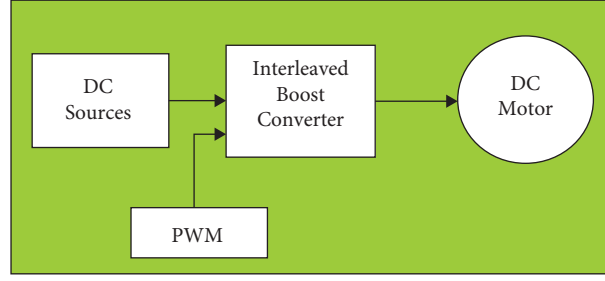 DC
Sources
Interleaved
Boost
Converter
DC
Motor
PWM